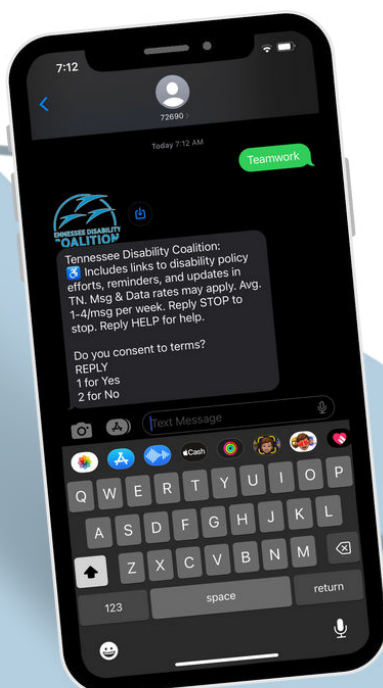 7:12
72690 >
Today 7:12 AM
Teamwork
TENNESSEE DISABILITY
COALITION
Tennessee Disability Coalition:
♿ Includes links to disability policy
efforts, reminders, and updates in
TN. Msg & Data rates may apply. Avg.
1-4/msg per week. Reply STOP to
stop. Reply HELP for help.
Do you consent to terms?
REPLY
1 for Yes
2 for No
Text Message
Cash
Q W E R T Y U I O P
A S D F G H J K L
Z X C V B N M
123 space return